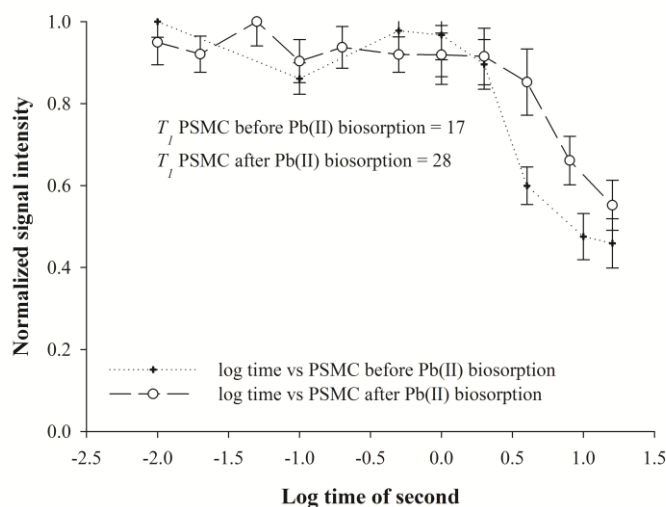 1.0
0.8
0.6
0.4
0.2
0.0
Normalized signal intensity
T1 PSMC before Pb(II) biosorption = 17
T1 PSMC after Pb(II) biosorption = 28
log time vs PSMC before Pb(II) biosorption
log time vs PSMC after Pb(II) biosorption
-2.5 -2.0 -1.5 -1.0 -0.5 0.0 0.5 1.0 1.5
Log time of second